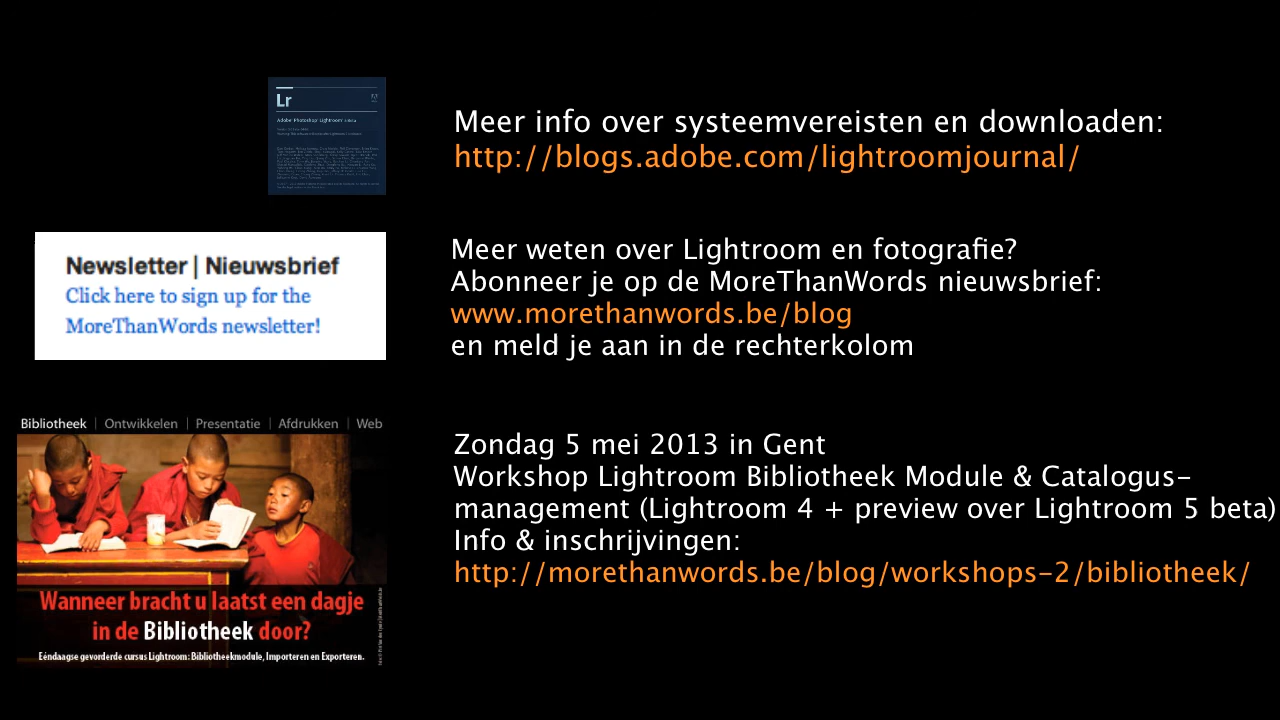 Lr
Adobe Photoshop Lightroom 5 Beta
Meer info over systeemvereisten en downloaden:
http://blogs.adobe.com/lightroomjournal/
Newsletter | Nieuwsbrief
Click here to sign up for the
MoreThanWords newsletter!
Meer weten over Lightroom en fotografie?
Abonneer je op de MoreThanWords nieuwsbrief:
www.morethanwords.be/blog
en meld je aan in de rechterkolom
Bibliotheek | Ontwikkelen | Presentatie | Afdrukken | Web
Wanneer bracht u laatst een dagje
in de Bibliotheek door?
Eéndaagse gevorderde cursus Lightroom: Bibliotheekmodule, Importeren en Exporteren.
Zondag 5 mei 2013 in Gent
Workshop Lightroom Bibliotheek Module & Catalogus-
management (Lightroom 4 + preview over Lightroom 5 beta)
Info & inschrijvingen:
http://morethanwords.be/blog/workshops-2/bibliotheek/